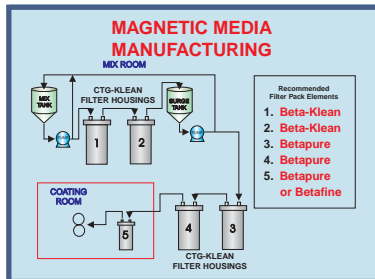 MAGNETIC MEDIA
MANUFACTURING
MIX ROOM
CTG-KLEAN
FILTER HOUSINGS
MIX
TANK
SURGE
TANK
PUMP
PUMP
1
2
Recommended
Filter Pack Elements
1. Beta-Klean
2. Beta-Klean
3. Betapure
4. Betapure
5. Betapure
or Betafine
COATING
ROOM
5
4
3
CTG-KLEAN
FILTER HOUSINGS